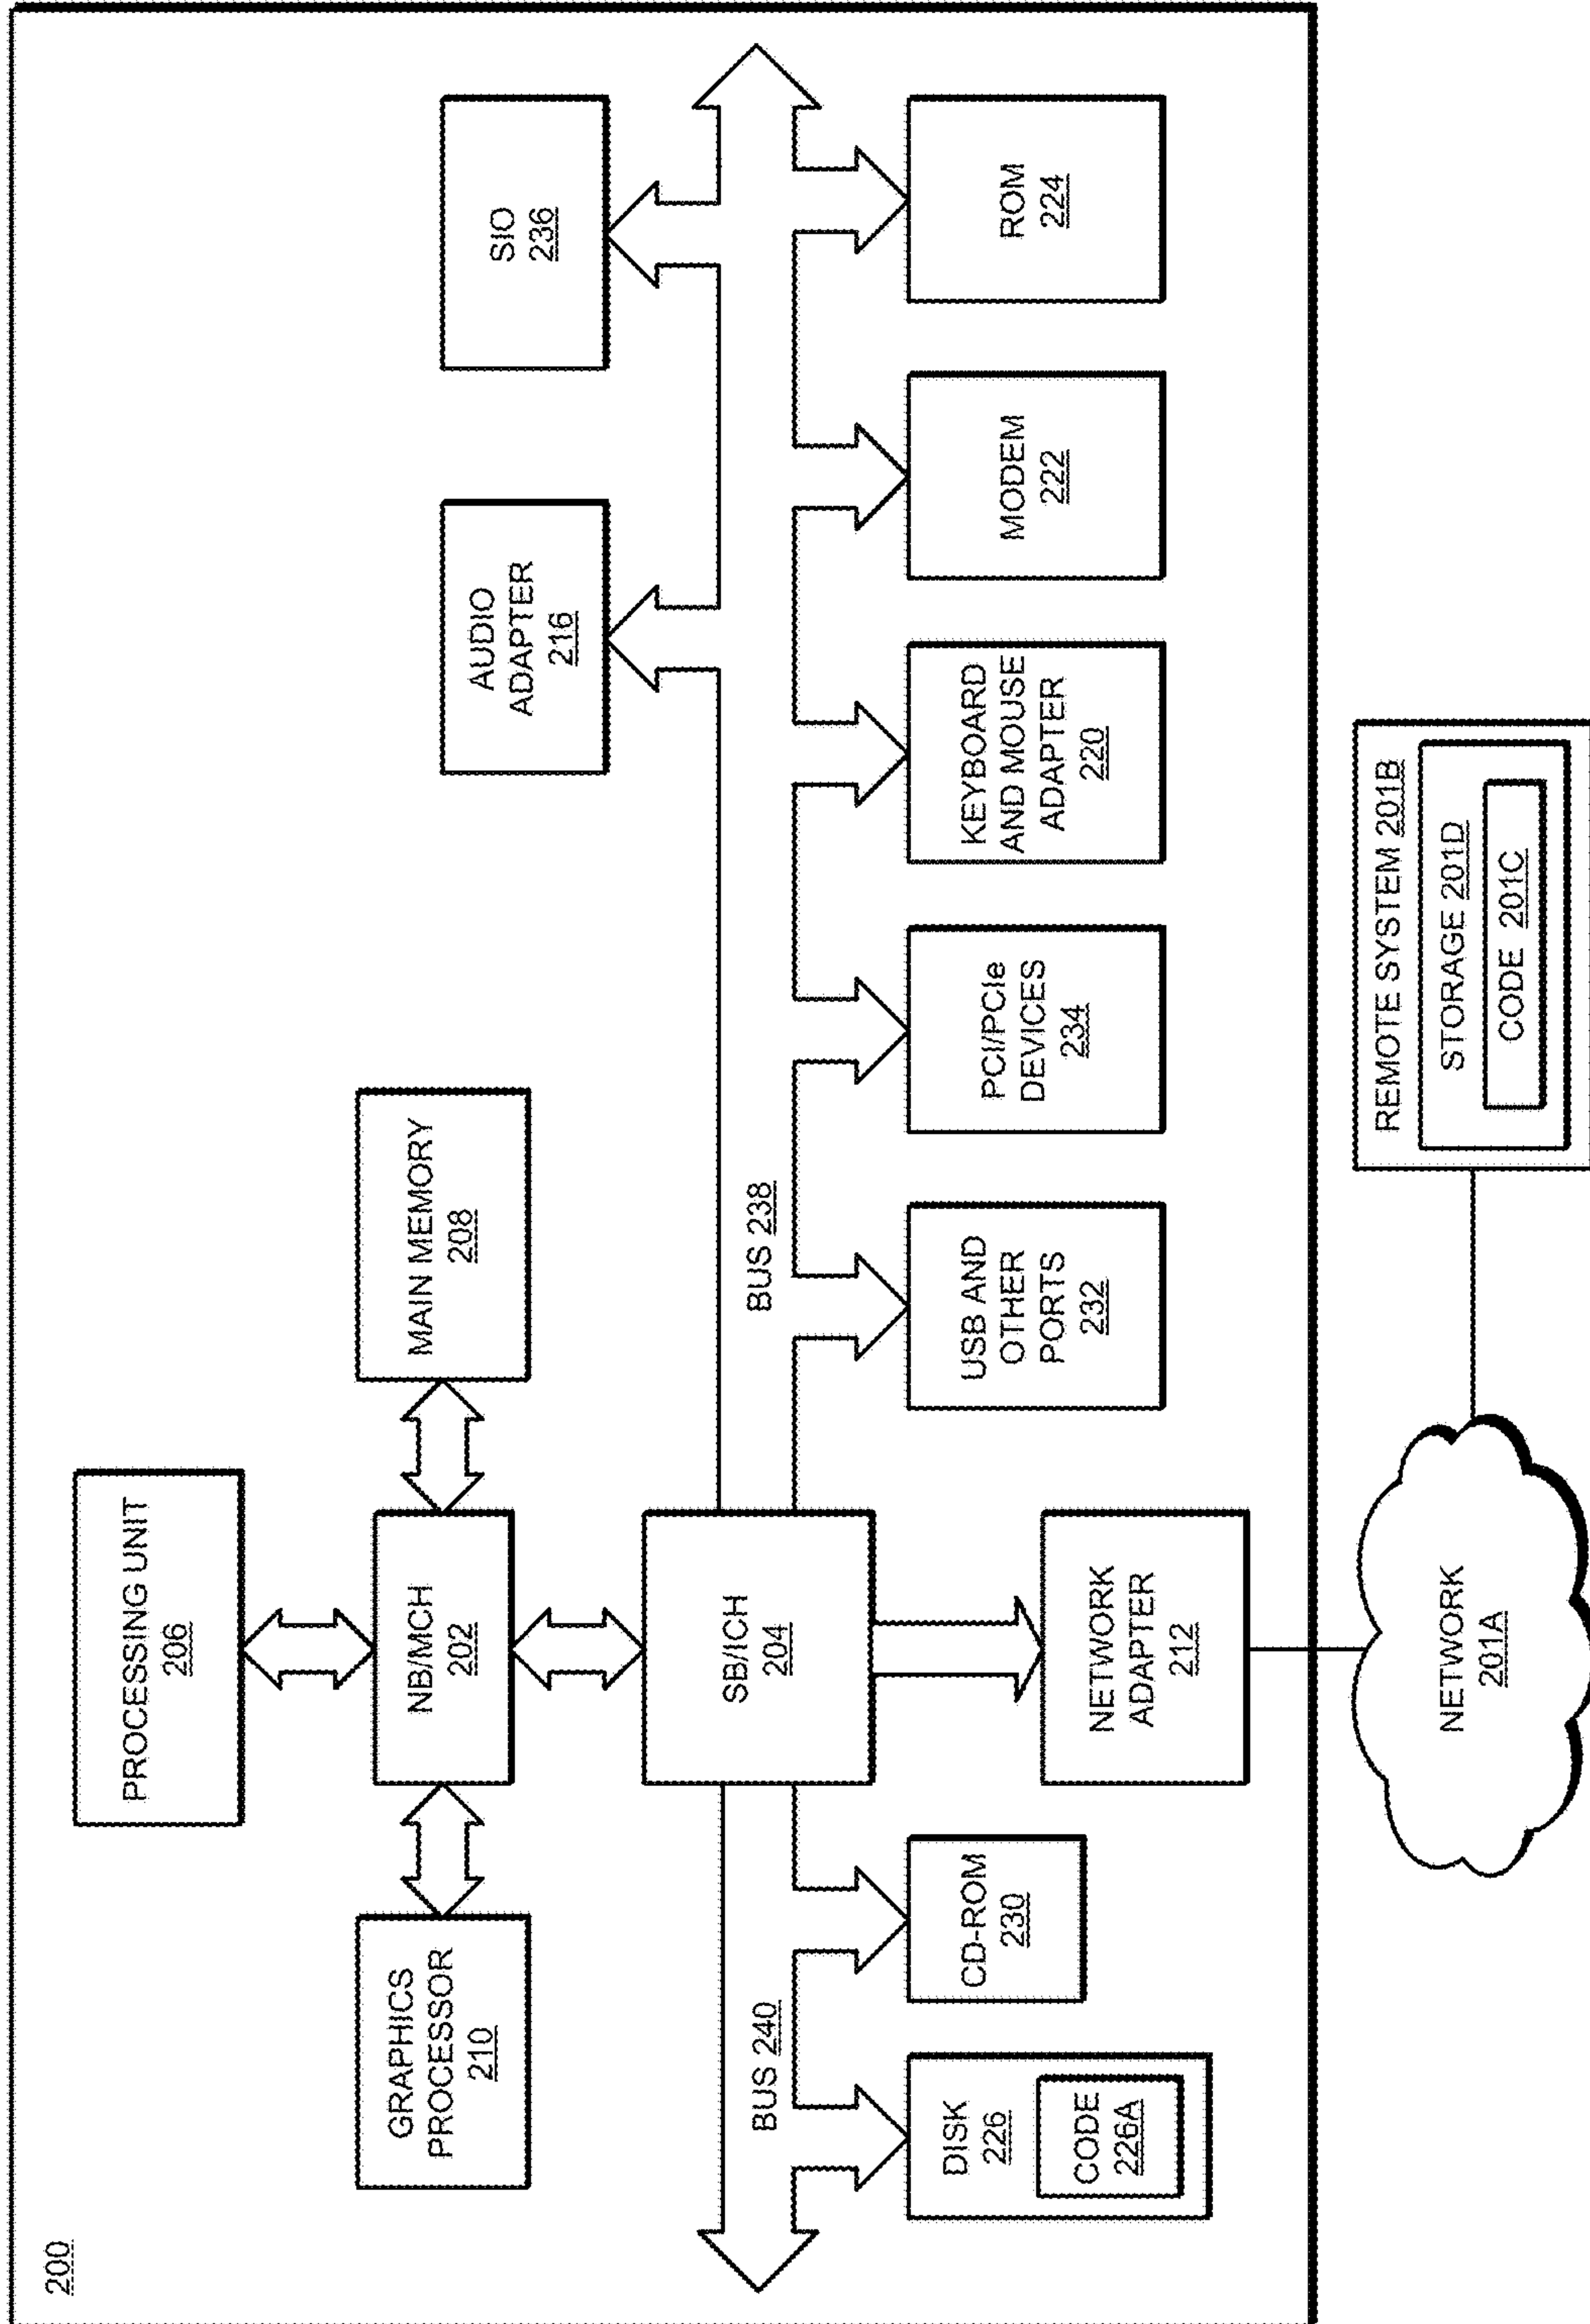 200
PROCESSING UNIT
206
GRAPHICS
PROCESSOR
210
NB/MCH
202
MAIN MEMORY
208
AUDIO
ADAPTER
216
SIO
236
SB/ICH
204
BUS 240
BUS 238
DISK
226
CODE
226A
CD-ROM
230
NETWORK
ADAPTER
212
USB AND
OTHER
PORTS
232
PCI/PCIe
DEVICES
234
KEYBOARD
AND MOUSE
ADAPTER
220
MODEM
222
ROM
224
NETWORK
201A
REMOTE SYSTEM 201B
STORAGE 201D
CODE 201C